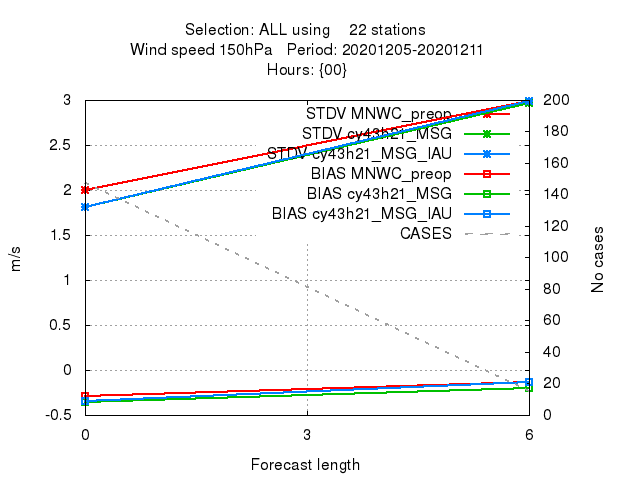 Selection: ALL using 22 stations
Wind speed 150hPa Period: 20201205-20201211
Hours: {00}
3
2.5
2
1.5
1
0.5
0
-0.5
200
180
160
140
120
100
80
60
40
20
0
STDV MNWC_preop
STDV cy43h21_MSG
STDV cy43h21_MSG_IAU
BIAS MNWC_preop
BIAS cy43h21_MSG
BIAS cy43h21_MSG_IAU
CASES
m/s
No cases
0 3 6
Forecast length